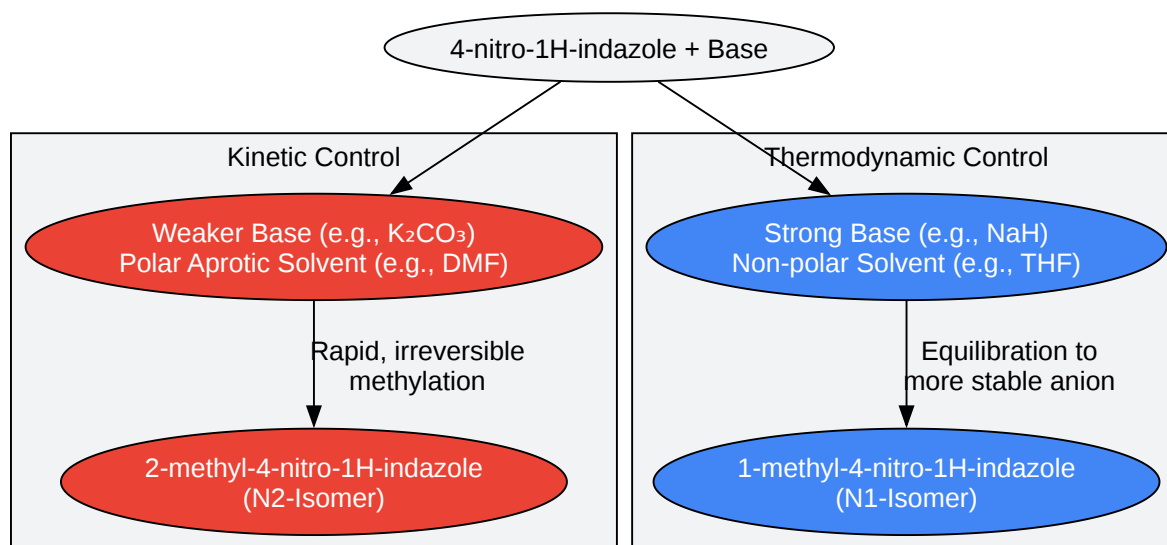 4-nitro-1H-indazole + Base
Kinetic Control
Weaker Base (e.g., K₂CO₃)
Polar Aprotic Solvent (e.g., DMF)
Rapid, irreversible
methylation
2-methyl-4-nitro-1H-indazole
(N2-Isomer)
Thermodynamic Control
Strong Base (e.g., NaH)
Non-polar Solvent (e.g., THF)
Equilibration to
more stable anion
1-methyl-4-nitro-1H-indazole
(N1-Isomer)